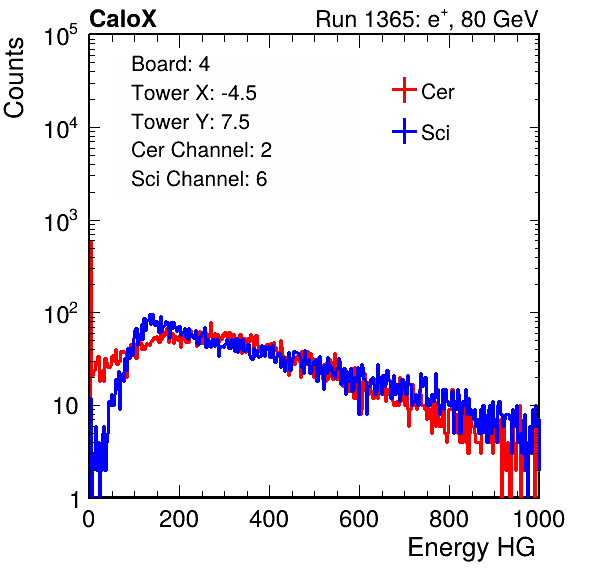 CaloX Run 1365: e⁺, 80 GeV
Counts
Board: 4
Tower X: -4.5
Tower Y: 7.5
Cer Channel: 2
Sci Channel: 6
Cer
Sci
10⁵
10⁴
10³
10²
10
1
0 200 400 600 800 1000
Energy HG